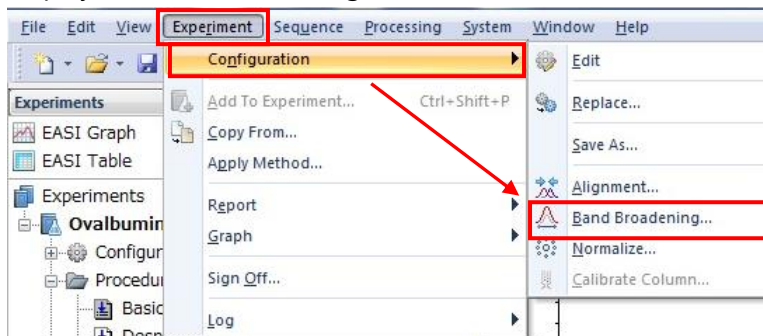 File Edit View Experiment Sequence Processing System Window Help
Configuration
Edit
Experiments
Add To Experiment... Ctrl+Shift+P
Replace...
EASI Graph
Copy From...
Save As...
EASI Table
Apply Method...
Alignment...
Experiments
Report
Band Broadening...
Ovalbumin
Graph
Normalize...
Configur
Sign Off...
Calibrate Column...
Procedu
Basic
Log